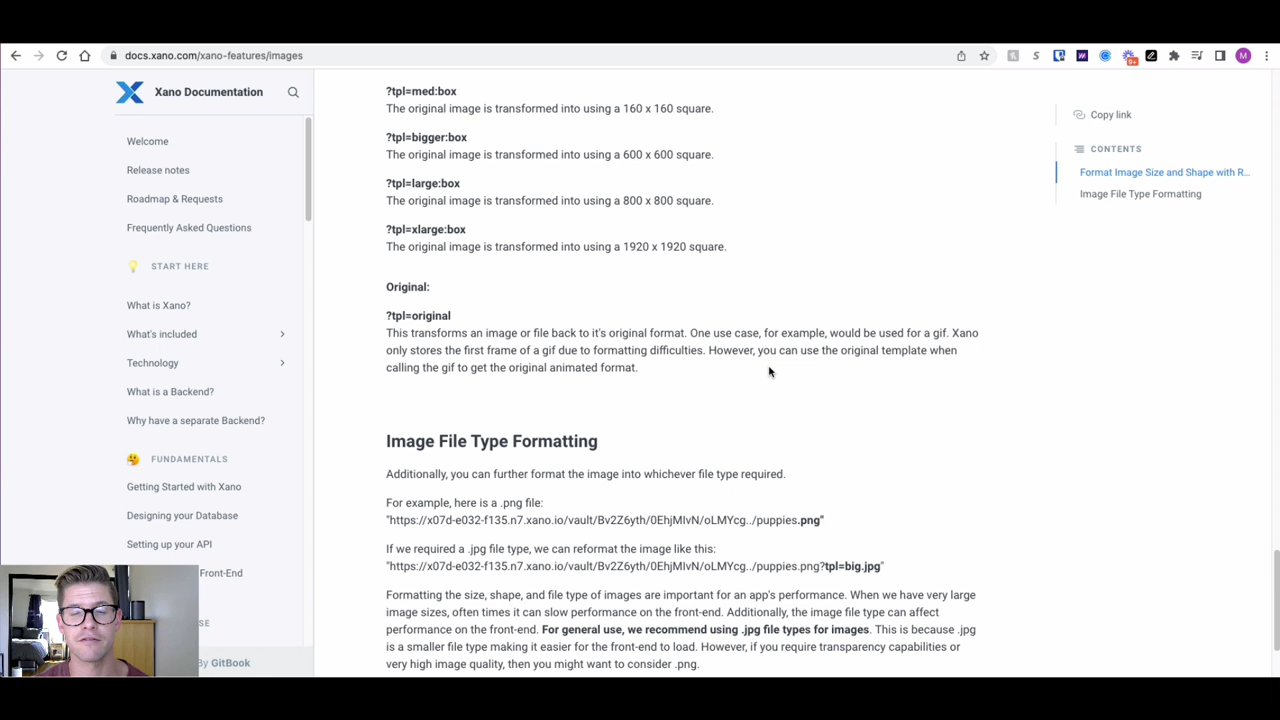 docs.xano.com/xano-features/images
9+
M
Xano Documentation
Welcome
Release notes
Roadmap & Requests
Frequently Asked Questions
START HERE
What is Xano?
What's included
Technology
What is a Backend?
Why have a separate Backend?
FUNDAMENTALS
Getting Started with Xano
Designing your Database
Setting up your API
Front-End
SE
By GitBook
?tpl=med:box
The original image is transformed into using a 160 x 160 square.
?tpl=bigger:box
The original image is transformed into using a 600 x 600 square.
?tpl=large:box
The original image is transformed into using a 800 x 800 square.
?tpl=xlarge:box
The original image is transformed into using a 1920 x 1920 square.
Original:
?tpl=original
This transforms an image or file back to it's original format. One use case, for example, would be used for a gif. Xano
only stores the first frame of a gif due to formatting difficulties. However, you can use the original template when
calling the gif to get the original animated format.
Image File Type Formatting
Additionally, you can further format the image into whichever file type required.
For example, here is a .png file:
"https://x07d-e032-f135.n7.xano.io/vault/Bv2Z6yth/0EhjMIvN/oLMYcg../puppies.png"
If we required a .jpg file type, we can reformat the image like this:
"https://x07d-e032-f135.n7.xano.io/vault/Bv2Z6yth/0EhjMIvN/oLMYcg../puppies.png?tpl=big.jpg"
Formatting the size, shape, and file type of images are important for an app's performance. When we have very large
image sizes, often times it can slow performance on the front-end. Additionally, the image file type can affect
performance on the front-end. For general use, we recommend using .jpg file types for images. This is because .jpg
is a smaller file type making it easier for the front-end to load. However, if you require transparency capabilities or
very high image quality, then you might want to consider .png.
Copy link
CONTENTS
Format Image Size and Shape with R...
Image File Type Formatting